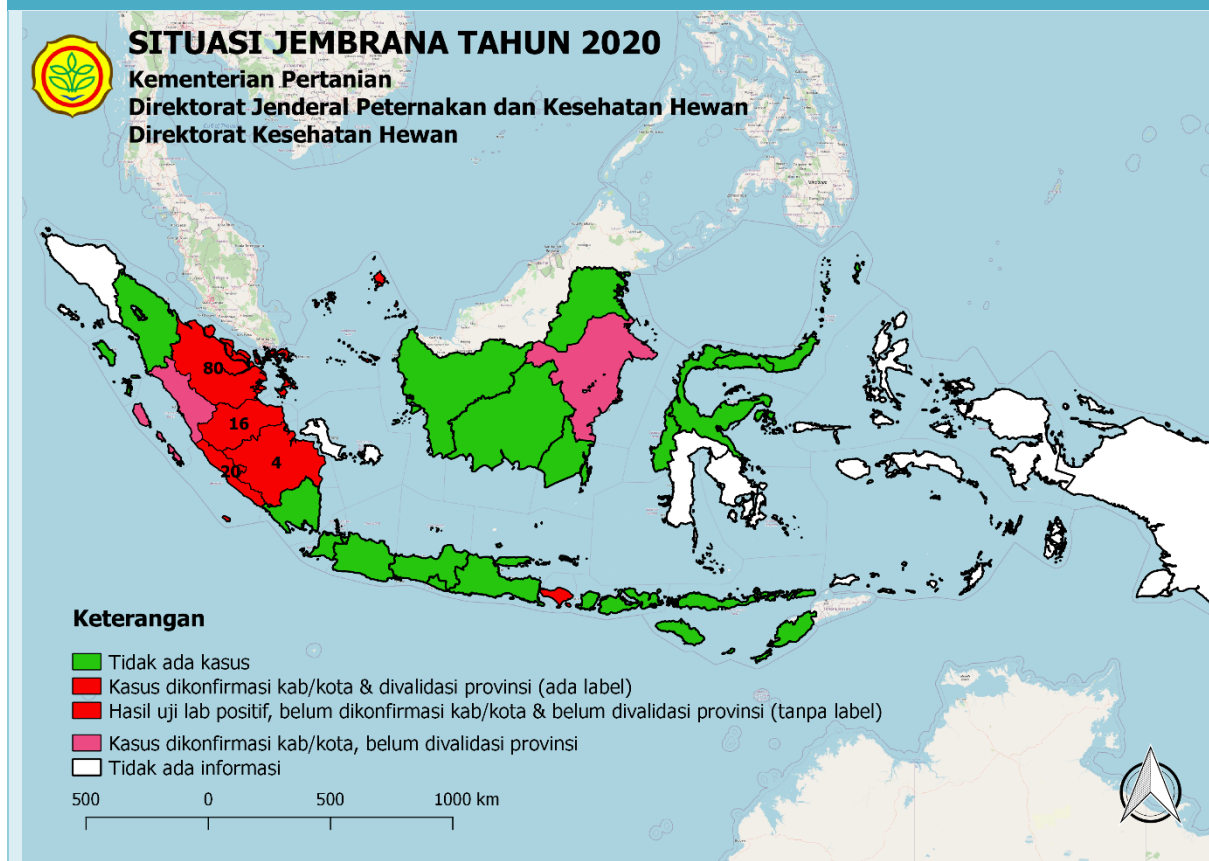 SITUASI JEMBRANA TAHUN 2020
Kementerian Pertanian
Direktorat Jenderal Peternakan dan Kesehatan Hewan
Direktorat Kesehatan Hewan
80
16
4
20
Keterangan
Tidak ada kasus
Kasus dikonfirmasi kab/kota & divalidasi provinsi (ada label)
Hasil uji lab positif, belum dikonfirmasi kab/kota & belum divalidasi provinsi (tanpa label)
Kasus dikonfirmasi kab/kota, belum divalidasi provinsi
Tidak ada informasi
500 0 500 1000 km